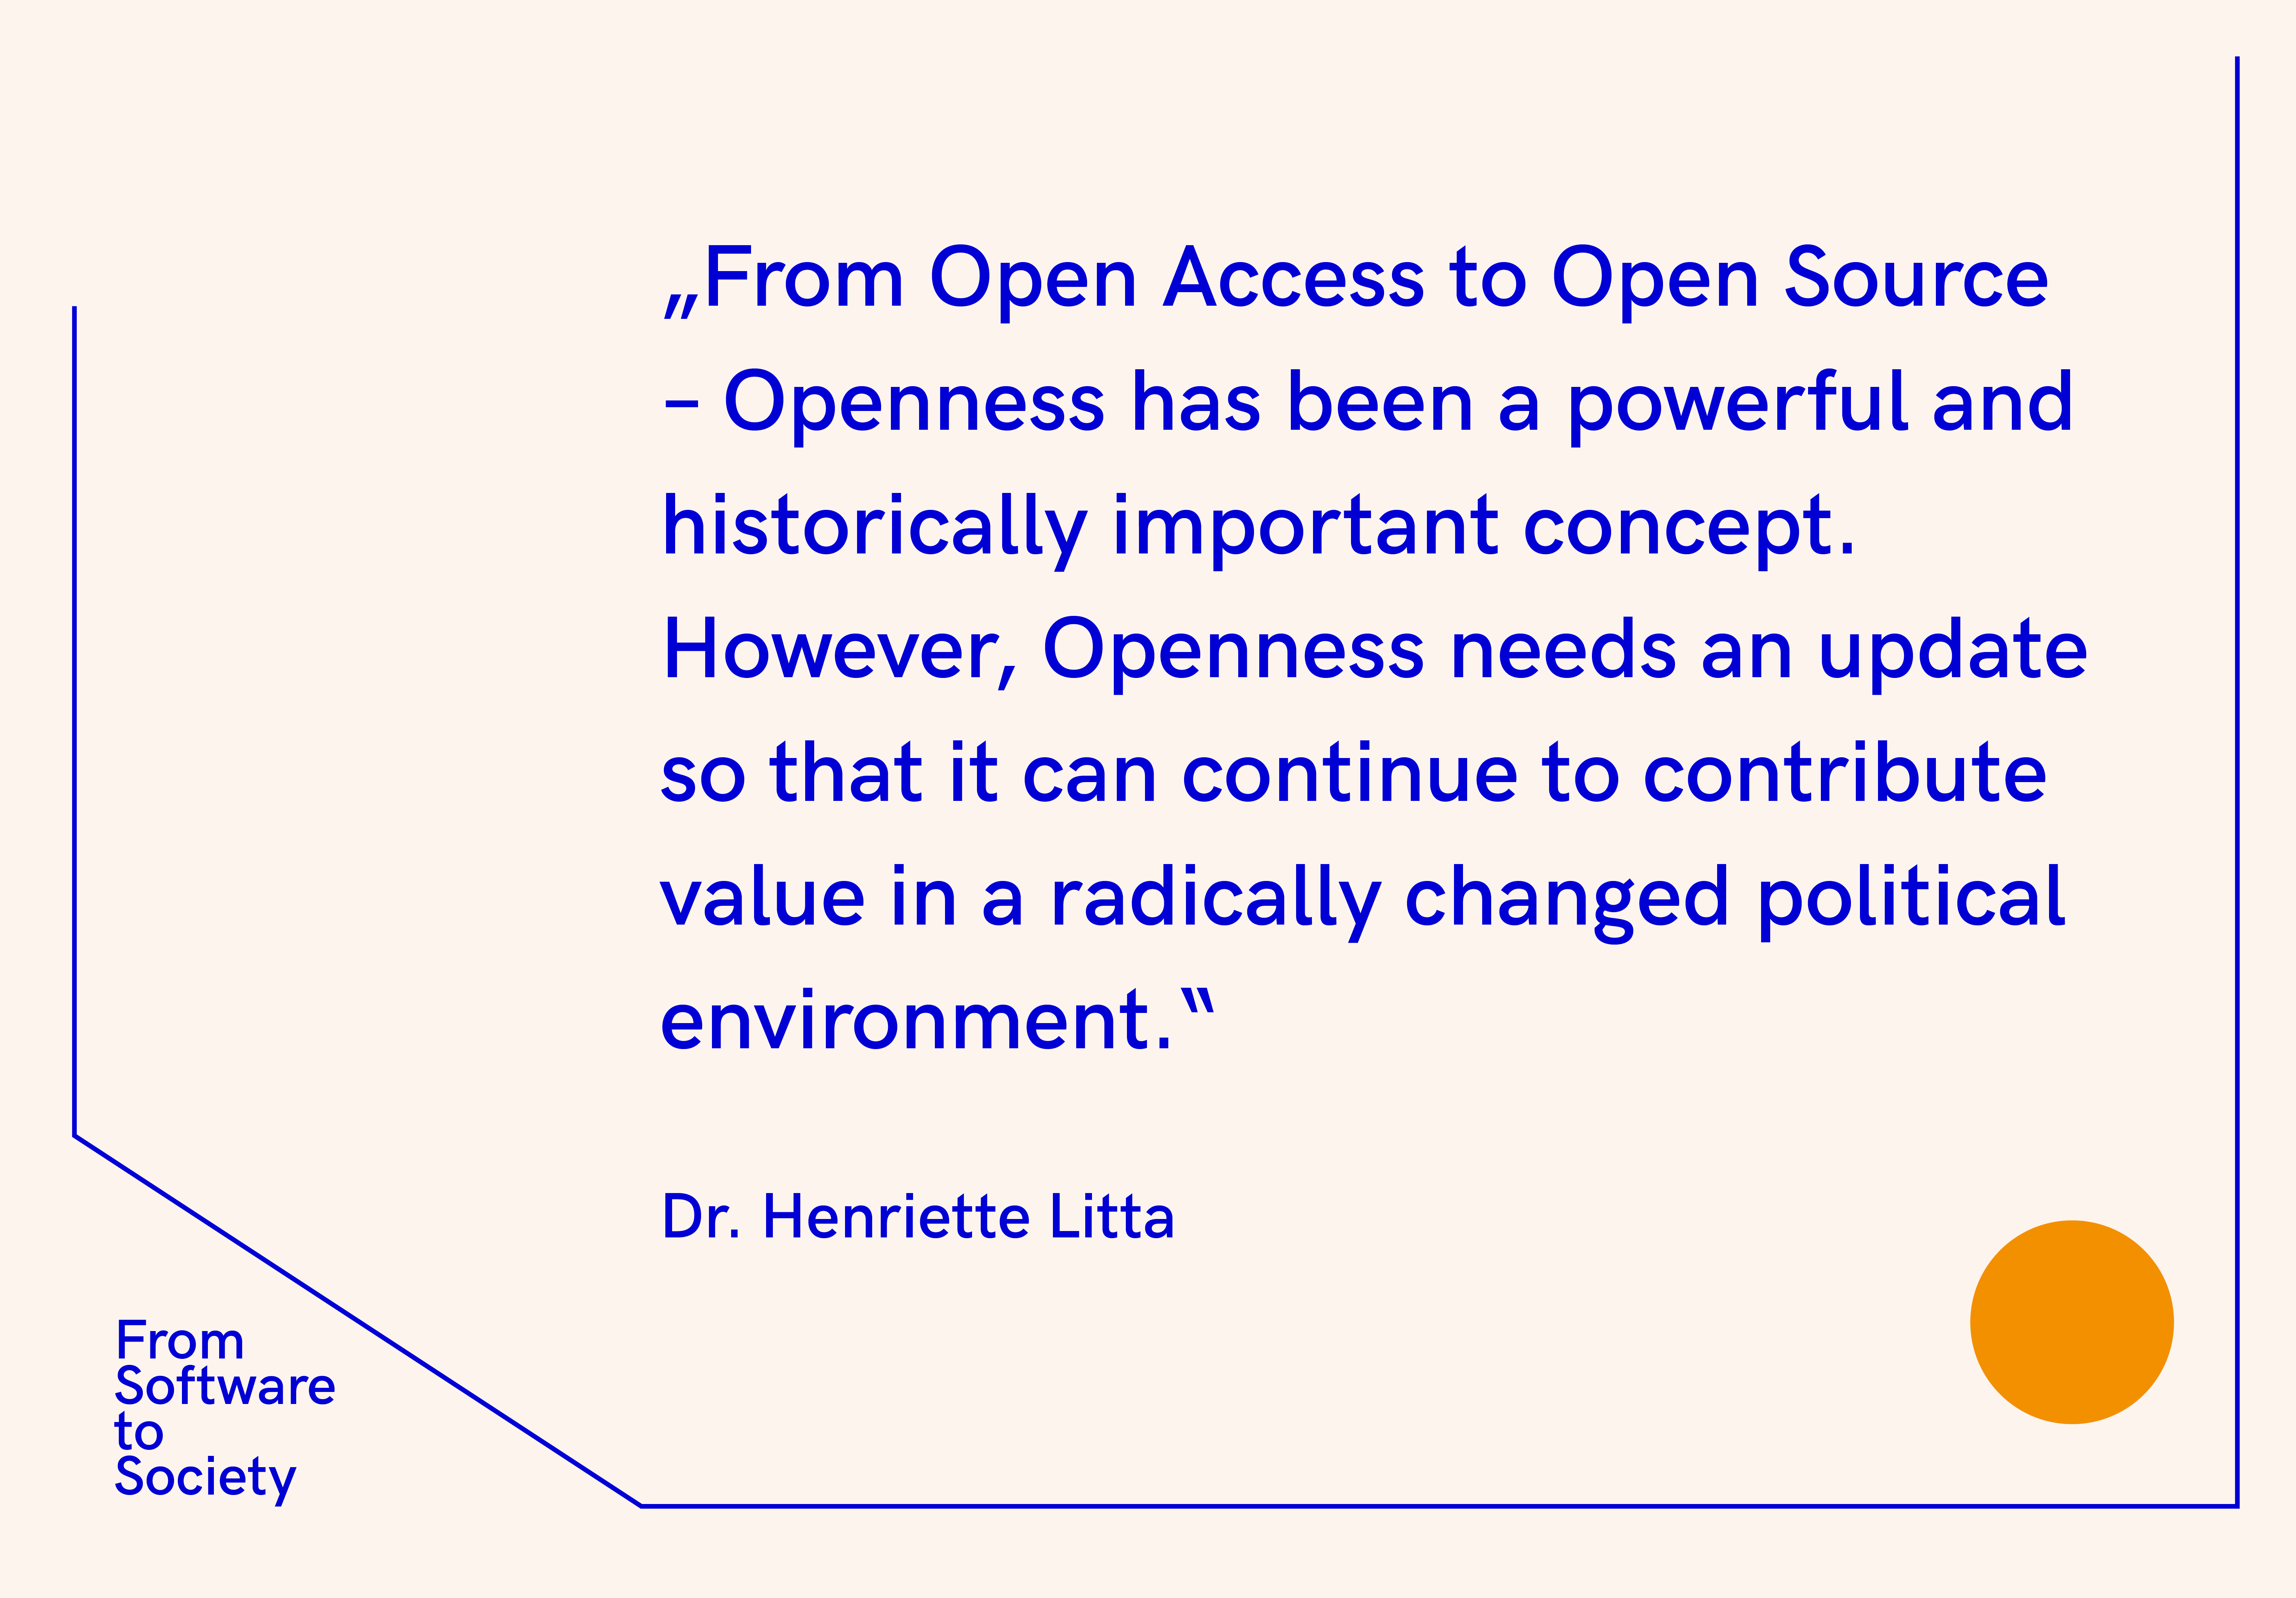 „From Open Access to Open Source
– Openness has been a powerful and
historically important concept.
However, Openness needs an update
so that it can continue to contribute
value in a radically changed political
environment.“
Dr. Henriette Litta
From
Software
to
Society